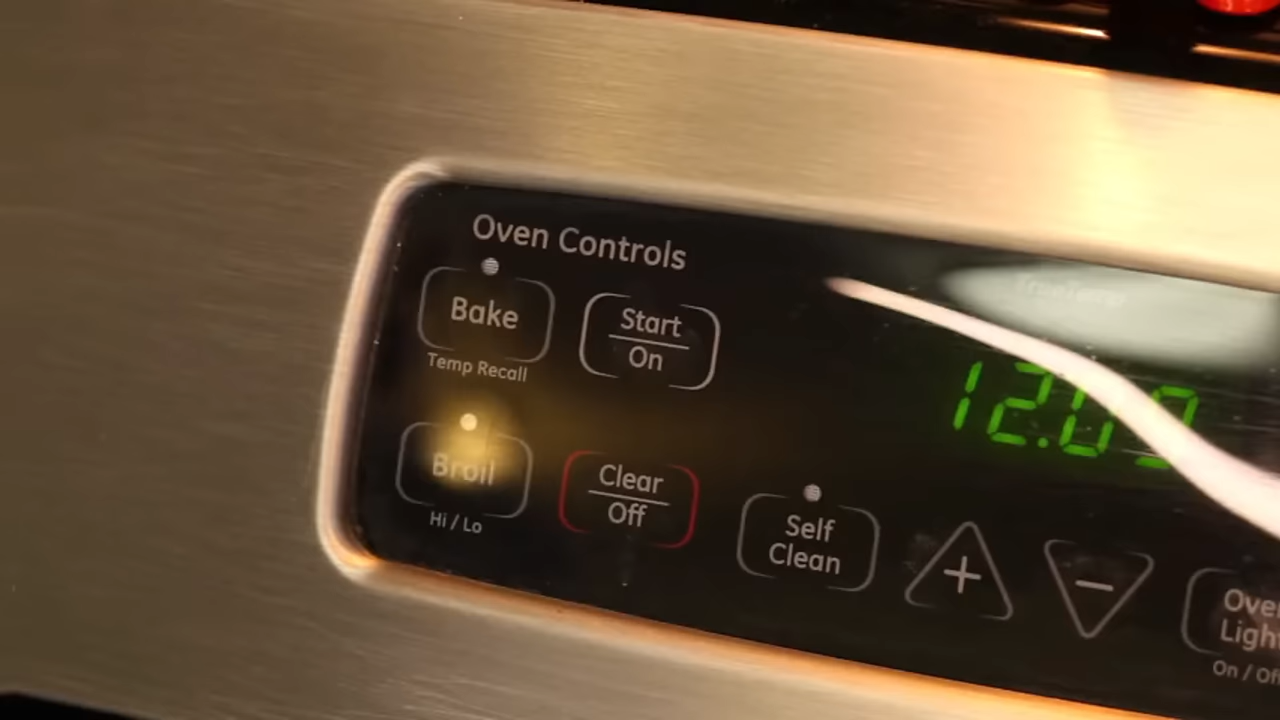 Oven Controls
Bake
Start
On
Temp Recall
Broil
Clear
Off
Self
Clean
Hi / Lo
+
−
Oven
Light
On / Off